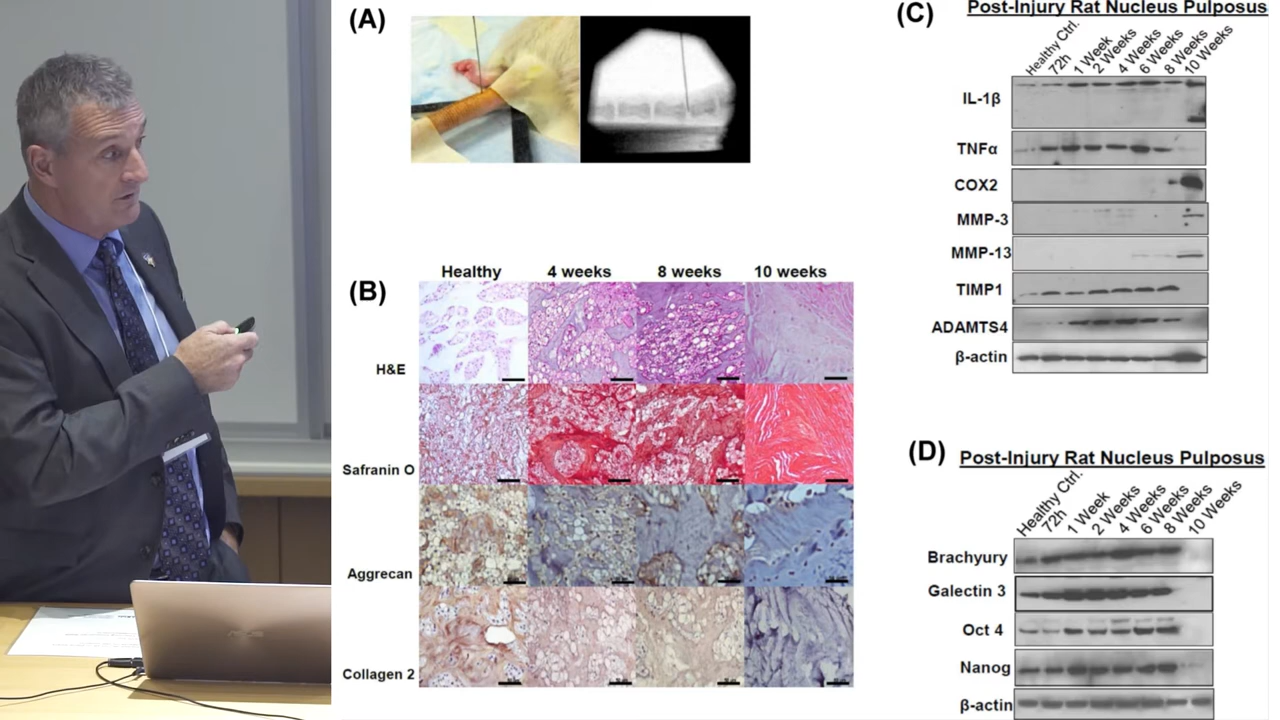 (A)
(B)
Healthy 4 weeks 8 weeks 10 weeks
H&E
Safranin O
Aggrecan
Collagen 2
(C)
Post-Injury Rat Nucleus Pulposus
Healthy Ctrl. 72h 1 Week 2 Weeks 4 Weeks 6 Weeks 8 Weeks 10 Weeks
IL-1β
TNFα
COX2
MMP-3
MMP-13
TIMP1
ADAMTS4
β-actin
(D)
Post-Injury Rat Nucleus Pulposus
Healthy Ctrl. 72h 1 Week 2 Weeks 4 Weeks 6 Weeks 8 Weeks 10 Weeks
Brachyury
Galectin 3
Oct 4
Nanog
β-actin
ASUS